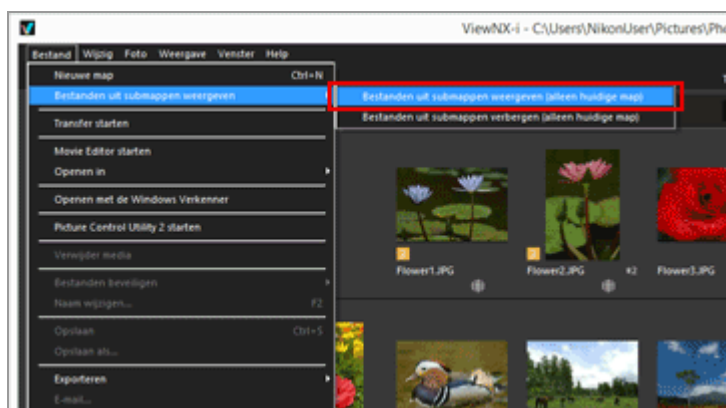 ViewNX-i - C:\Users\NikonUser\Pictures\Phe
Bestand Wijzig Foto Weergave Venster Help
Nieuwe map Ctrl+N
Bestanden uit submappen weergeven
Bestanden uit submappen weergeven (alleen huidige map)
Bestanden uit submappen verbergen (alleen huidige map)
Transfer starten
Movie Editor starten
Openen in
Openen met de Windows Verkenner
Picture Control Utility 2 starten
Verwijder media
Bestanden beveiligen
Naam wijzigen... F2
Opslaan Ctrl+S
Opslaan als...
Exporteren
E-mail...
Flower1.JPG
Flower2.JPG
Flower3.JPG